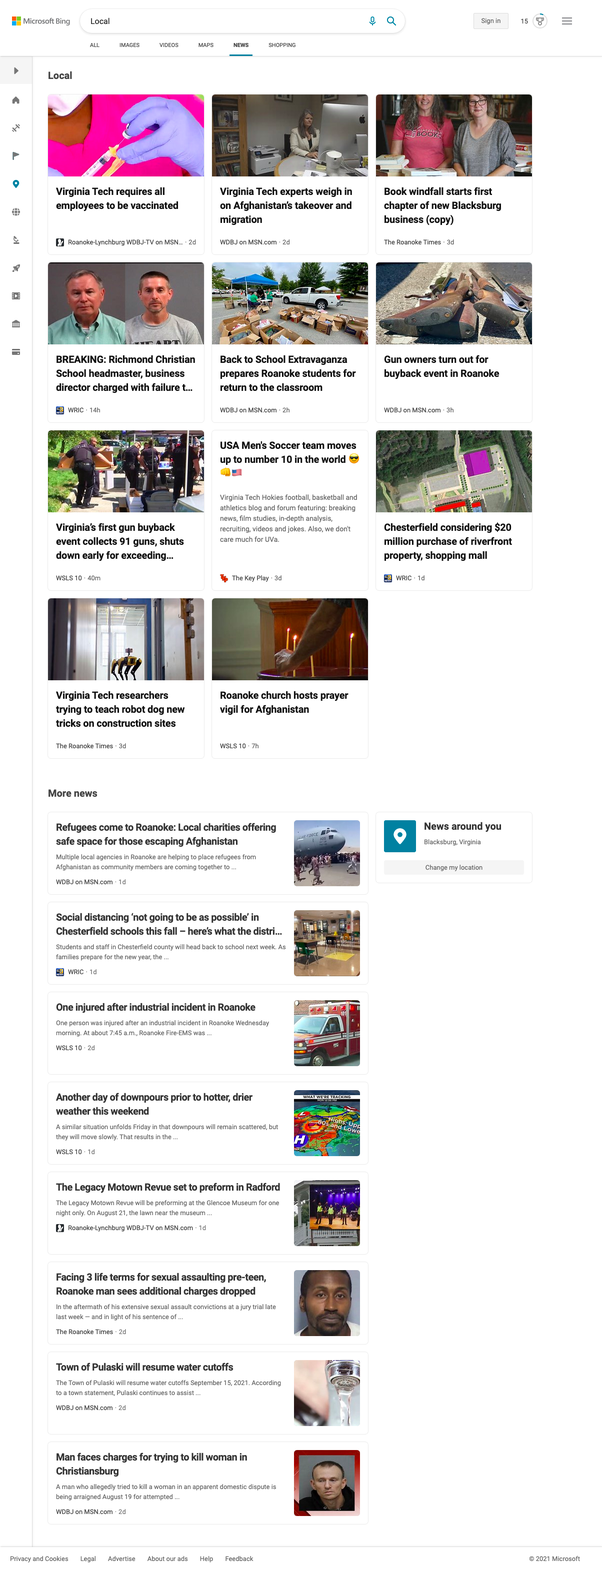 Microsoft Bing
Local
Sign in
15
ALL
IMAGES
VIDEOS
MAPS
NEWS
SHOPPING
Local
Virginia Tech requires all
employees to be vaccinated
Roanoke-Lynchburg WDBJ-TV on MSN... · 2d
Virginia Tech experts weigh in
on Afghanistan's takeover and
migration
WDBJ on MSN.com · 2d
Book windfall starts first
chapter of new Blacksburg
business (copy)
The Roanoke Times · 3d
BREAKING: Richmond Christian
School headmaster, business
director charged with failure t...
WRIC · 14h
Back to School Extravaganza
prepares Roanoke students for
return to the classroom
WDBJ on MSN.com · 2h
Gun owners turn out for
buyback event in Roanoke
WDBJ on MSN.com · 3h
Virginia's first gun buyback
event collects 91 guns, shuts
down early for exceeding...
WSLS 10 · 40m
USA Men's Soccer team moves
up to number 10 in the world 😎
👊🇺🇸
Virginia Tech Hokies football, basketball and
athletics blog and forum featuring: breaking
news, film studies, in-depth analysis,
recruiting, videos and jokes. Also, we don't
care much for UVa.
The Key Play · 3d
Chesterfield considering $20
million purchase of riverfront
property, shopping mall
WRIC · 1d
Virginia Tech researchers
trying to teach robot dog new
tricks on construction sites
The Roanoke Times · 3d
Roanoke church hosts prayer
vigil for Afghanistan
WSLS 10 · 7h
More news
Refugees come to Roanoke: Local charities offering
safe space for those escaping Afghanistan
Multiple local agencies in Roanoke are helping to place refugees from
Afghanistan as community members are coming together to ...
WDBJ on MSN.com · 1d
News around you
Blacksburg, Virginia
Change my location
Social distancing 'not going to be as possible' in
Chesterfield schools this fall – here's what the distri...
Students and staff in Chesterfield county will head back to school next week. As
families prepare for the new year, the ...
WRIC · 1d
One injured after industrial incident in Roanoke
One person was injured after an industrial incident in Roanoke Wednesday
morning. At about 7:45 a.m., Roanoke Fire-EMS was ...
WSLS 10 · 2d
Another day of downpours prior to hotter, drier
weather this weekend
A similar situation unfolds Friday in that downpours will remain scattered, but
they will move slowly. That results in the ...
WSLS 10 · 1d
WHAT WE'RE TRACKING
H
The Legacy Motown Revue set to preform in Radford
The Legacy Motown Revue will be preforming at the Glencoe Museum for one
night only. On August 21, the lawn near the museum ...
Roanoke-Lynchburg WDBJ-TV on MSN.com · 1d
Facing 3 life terms for sexual assaulting pre-teen,
Roanoke man sees additional charges dropped
In the aftermath of his extensive sexual assault convictions at a jury trial late
last week — and in light of his sentence of ...
The Roanoke Times · 2d
Town of Pulaski will resume water cutoffs
The Town of Pulaski will resume water cutoffs September 15, 2021. According
to a town statement, Pulaski continues to assist ...
WDBJ on MSN.com · 2d
Man faces charges for trying to kill woman in
Christiansburg
A man who allegedly tried to kill a woman in an apparent domestic dispute is
being arraigned August 19 for attempted ...
WDBJ on MSN.com · 2d
Privacy and Cookies
Legal
Advertise
About our ads
Help
Feedback
© 2021 Microsoft